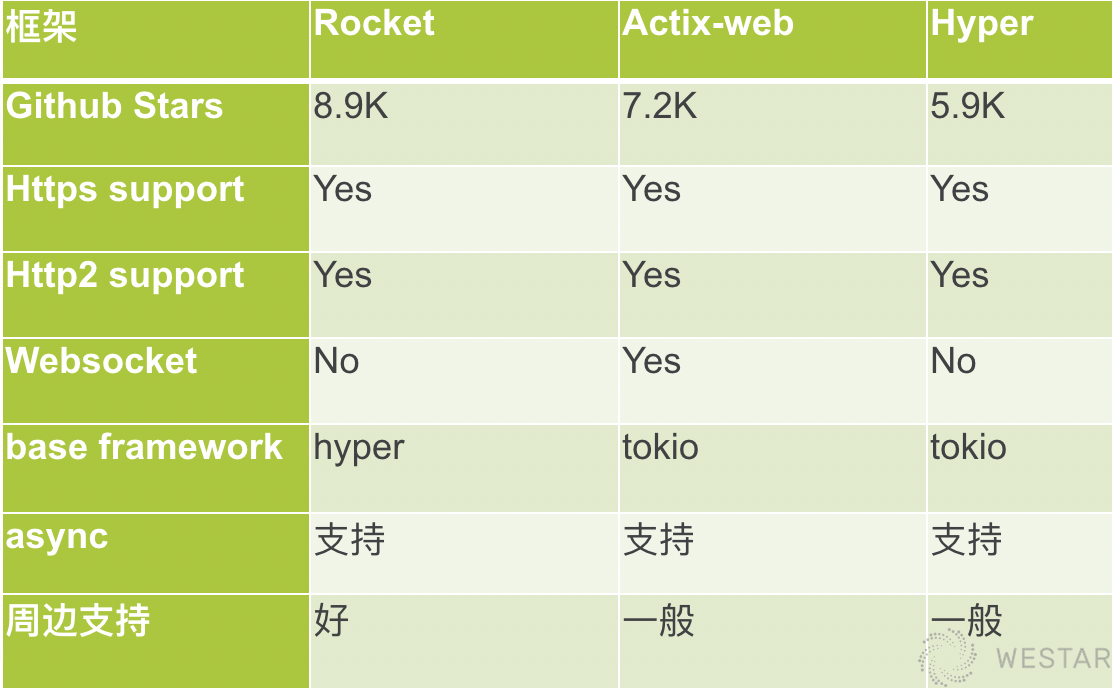 框架 Rocket Actix-web Hyper
Github Stars 8.9K 7.2K 5.9K
Https support Yes Yes Yes
Http2 support Yes Yes Yes
Websocket No Yes No
base framework hyper tokio tokio
async 支持 支持 支持
周边支持 好 一般 一般
WESTAR